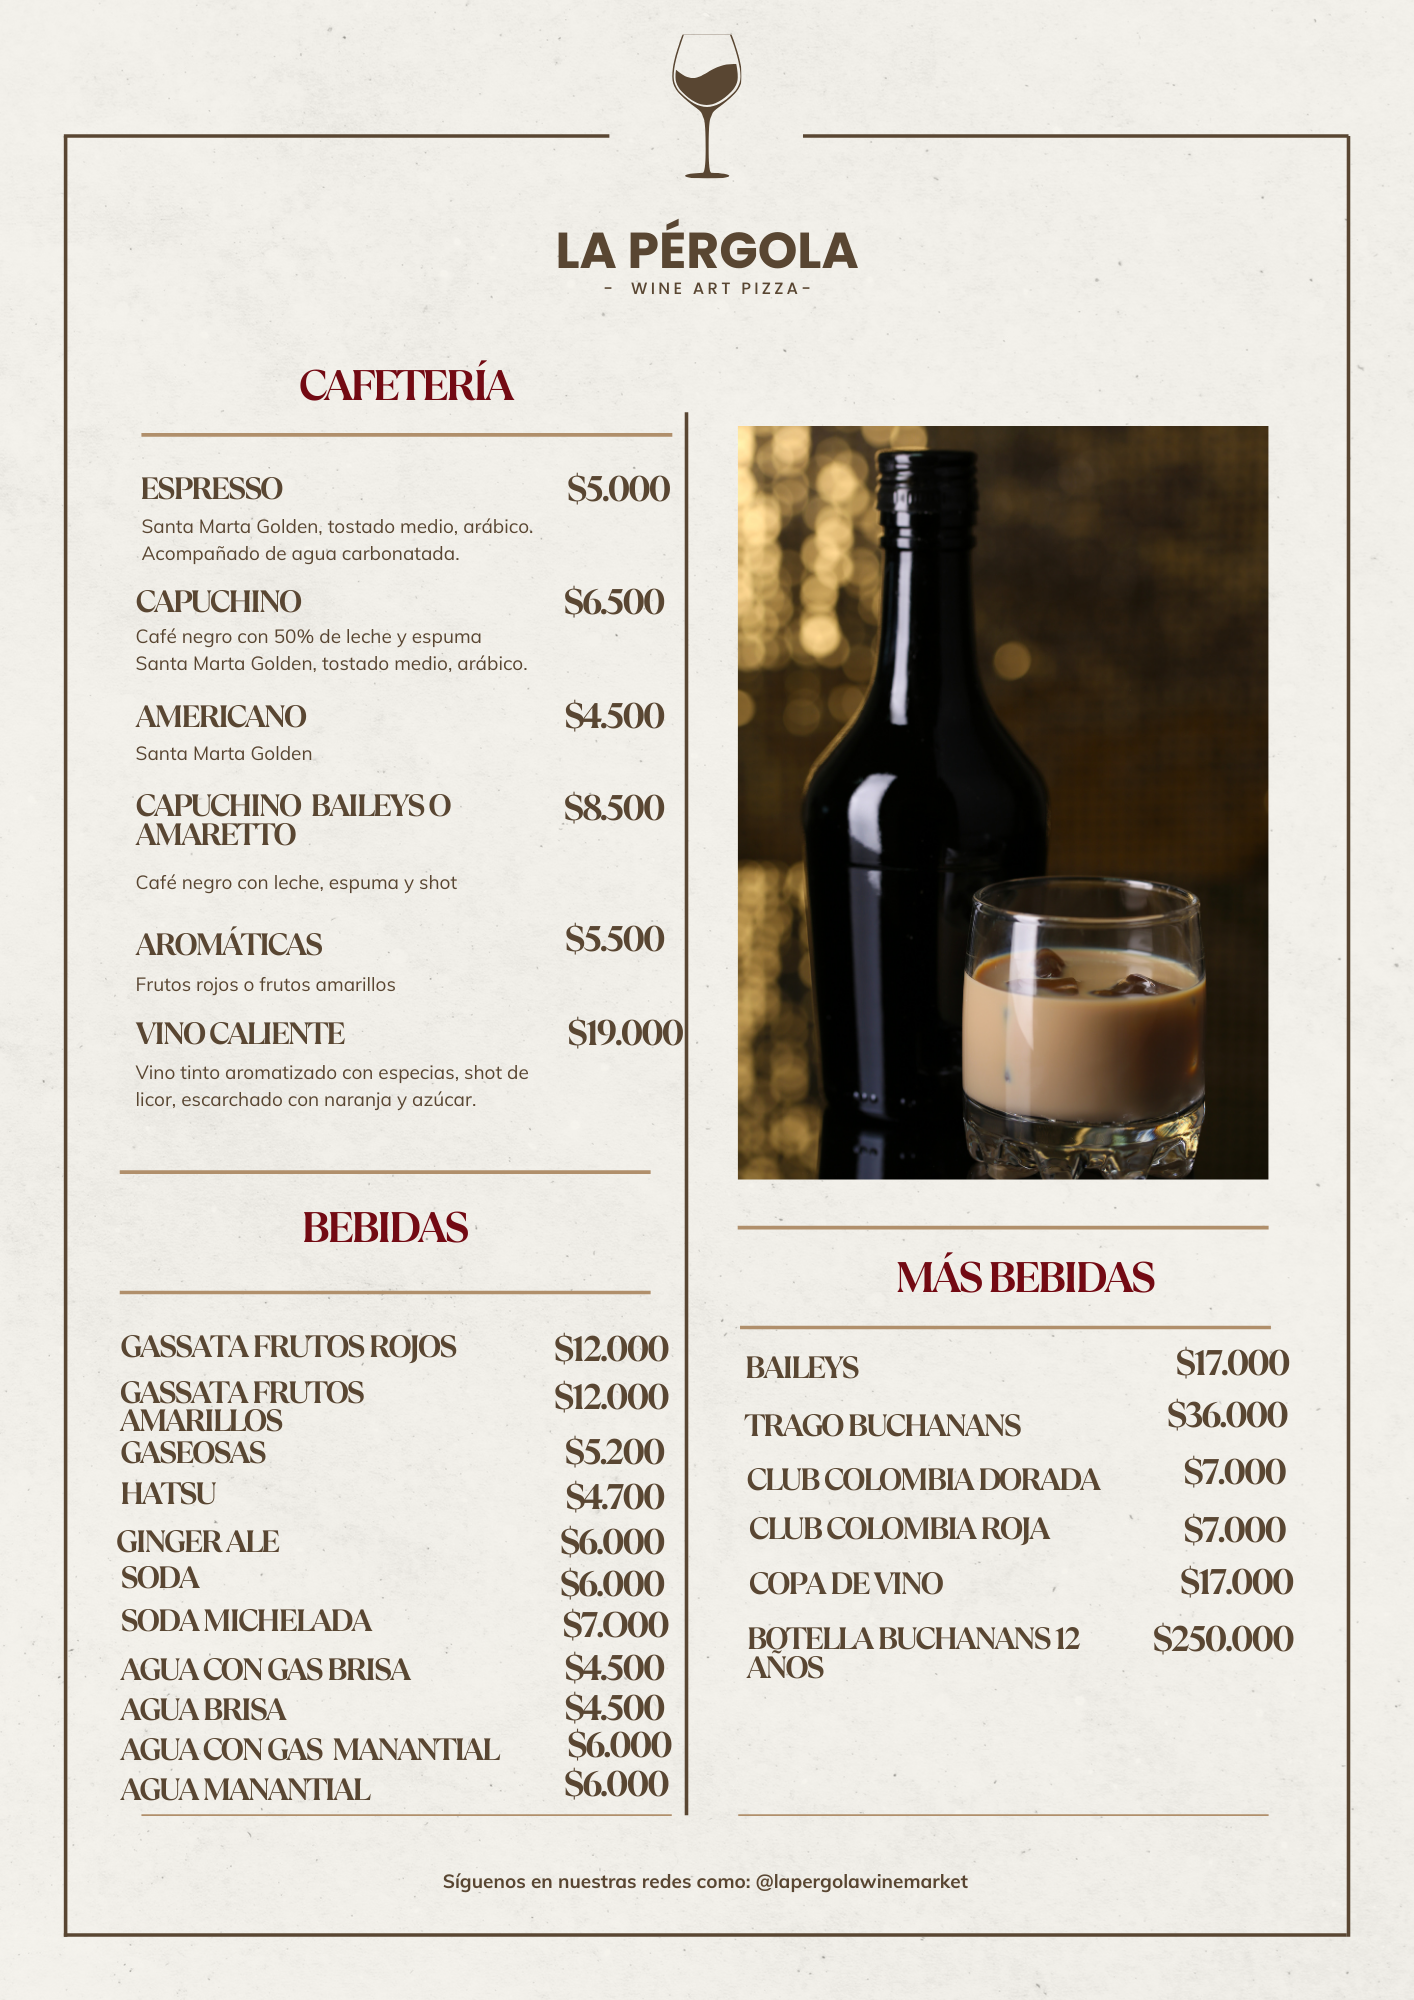 LA PÉRGOLA
- WINE ART PIZZA-
CAFETERÍA
ESPRESSO $5.000
Santa Marta Golden, tostado medio, arábico.
Acompañado de agua carbonatada.
CAPUCHINO $6.500
Café negro con 50% de leche y espuma
Santa Marta Golden, tostado medio, arábico.
AMERICANO $4.500
Santa Marta Golden
CAPUCHINO BAILEYS O $8.500
AMARETTO
Café negro con leche, espuma y shot
AROMÁTICAS $5.500
Frutos rojos o frutos amarillos
VINO CALIENTE $19.000
Vino tinto aromatizado con especias, shot de
licor, escarchado con naranja y azúcar.
BEBIDAS
GASSATA FRUTOS ROJOS $12.000
GASSATA FRUTOS $12.000
AMARILLOS
GASEOSAS $5.200
HATSU $4.700
GINGER ALE $6.000
SODA $6.000
SODA MICHELADA $7.O00
AGUA CON GAS BRISA $4.500
AGUA BRISA $4.500
AGUA CON GAS MANANTIAL $6.000
AGUA MANANTIAL $6.000
MÁS BEBIDAS
BAILEYS $17.000
TRAGO BUCHANANS $36.000
CLUB COLOMBIA DORADA $7.000
CLUB COLOMBIA ROJA $7.000
COPA DE VINO $17.000
BOTELLA BUCHANANS 12 $250.000
AÑOS
Síguenos en nuestras redes como: @lapergolawinemarket